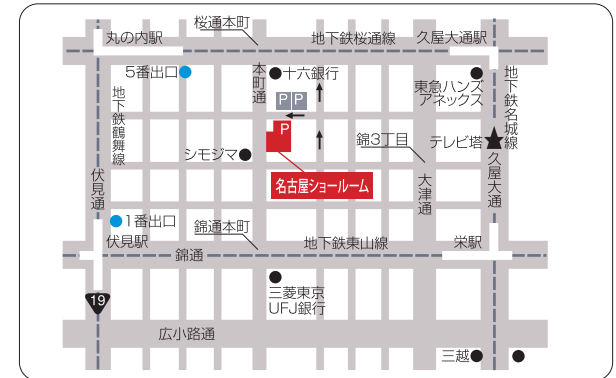 丸の内駅
桜通本町
地下鉄桜通線
久屋大通駅
5番出口
本町通
十六銀行
東急ハンズ
アネックス
地下鉄名城線
地下鉄鶴舞線
P P
P
シモジマ
錦3丁目
テレビ塔
伏見通
名古屋ショールーム
大津通
久屋大通
1番出口
伏見駅
錦通本町
錦通
地下鉄東山線
栄駅
19
三菱東京
UFJ銀行
広小路通
三越